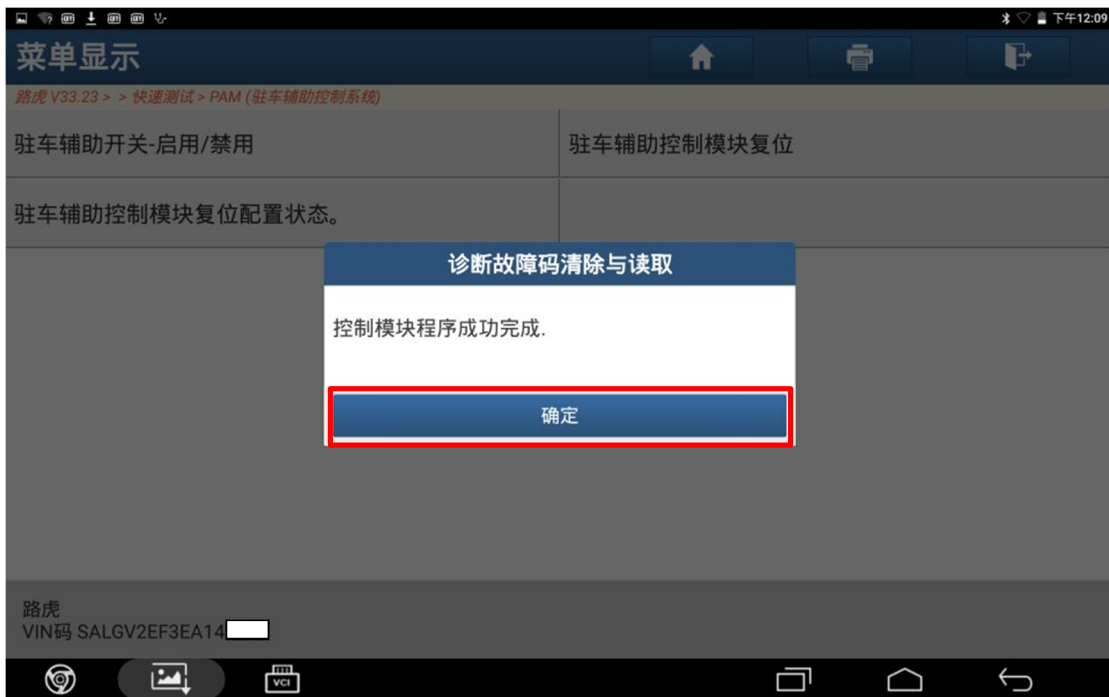 下午12:09
菜单显示
路虎 V33.23 > > 快速测试 > PAM (驻车辅助控制系统)
驻车辅助开关-启用/禁用
驻车辅助控制模块复位
驻车辅助控制模块复位配置状态。
诊断故障码清除与读取
控制模块程序成功完成.
确定
路虎
VIN码 SALGV2EF3EA14
VCI